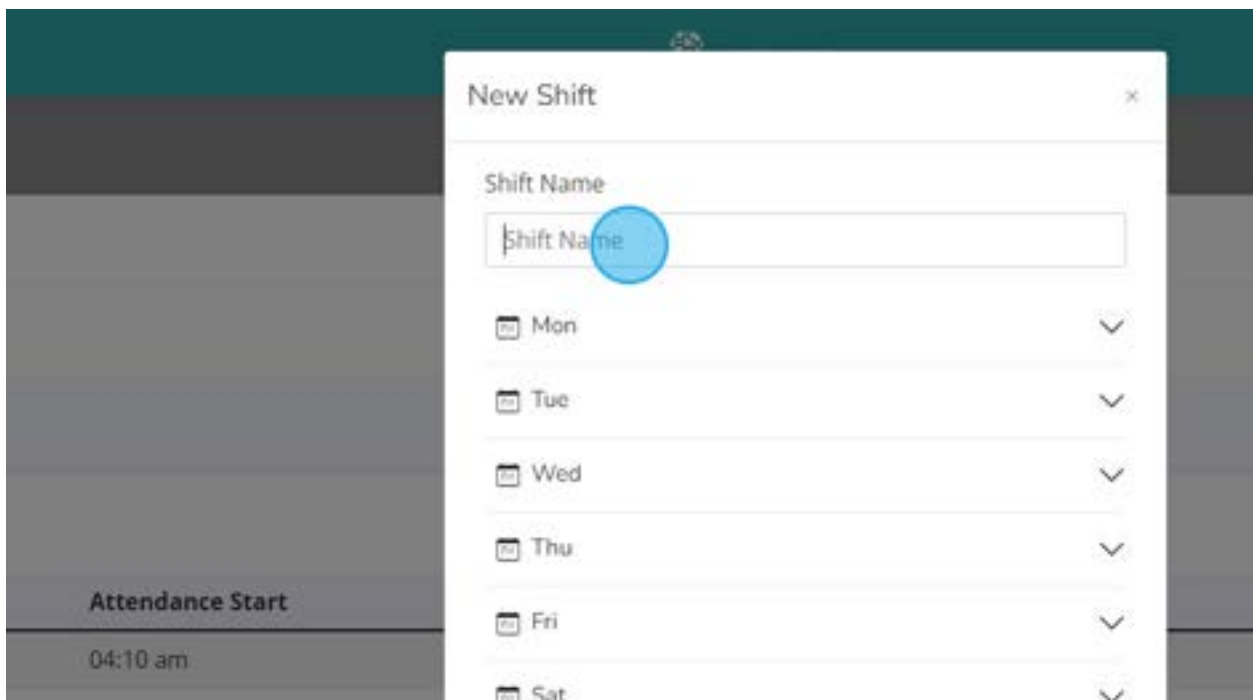 New Shift
×
Shift Name
Shift Name
Mon
Tue
Wed
Thu
Fri
Sat
Attendance Start
04:10 am